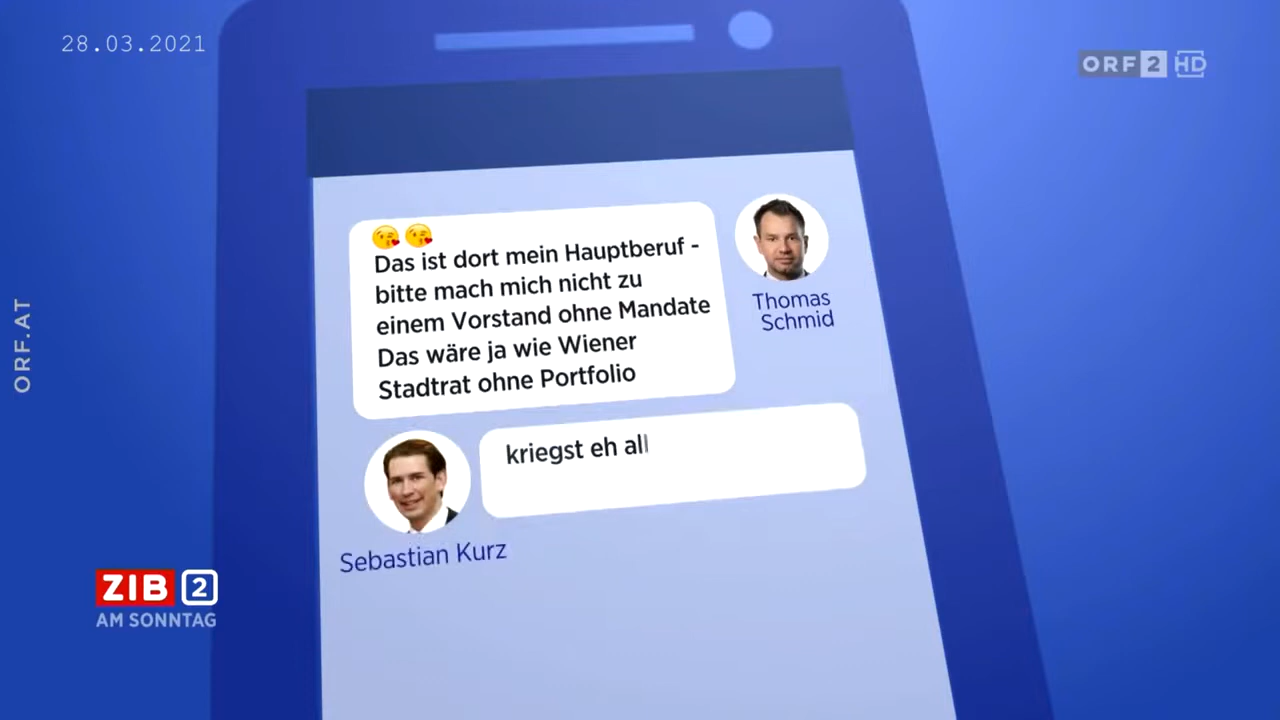 28.03.2021
ORF 2 HD
😘😘
Das ist dort mein Hauptberuf -
bitte mach mich nicht zu
einem Vorstand ohne Mandate
Das wäre ja wie Wiener
Stadtrat ohne Portfolio
Thomas
Schmid
kriegst eh all
Sebastian Kurz
ORF.AT
ZIB 2
AM SONNTAG